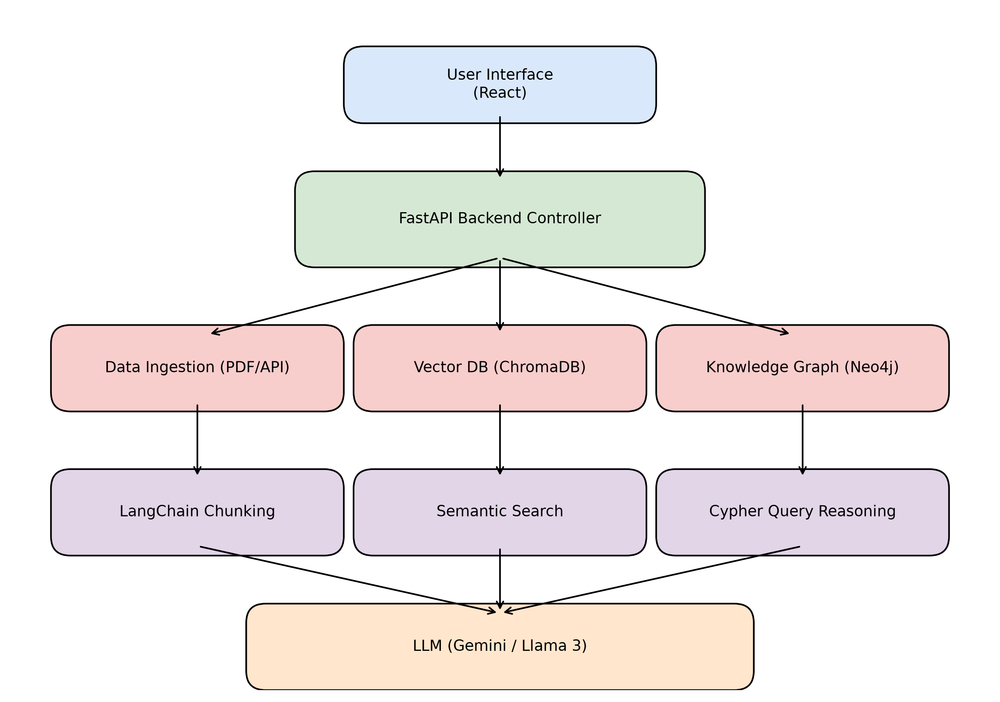 User Interface
(React)
FastAPI Backend Controller
Data Ingestion (PDF/API)
Vector DB (ChromaDB)
Knowledge Graph (Neo4j)
LangChain Chunking
Semantic Search
Cypher Query Reasoning
LLM (Gemini / Llama 3)